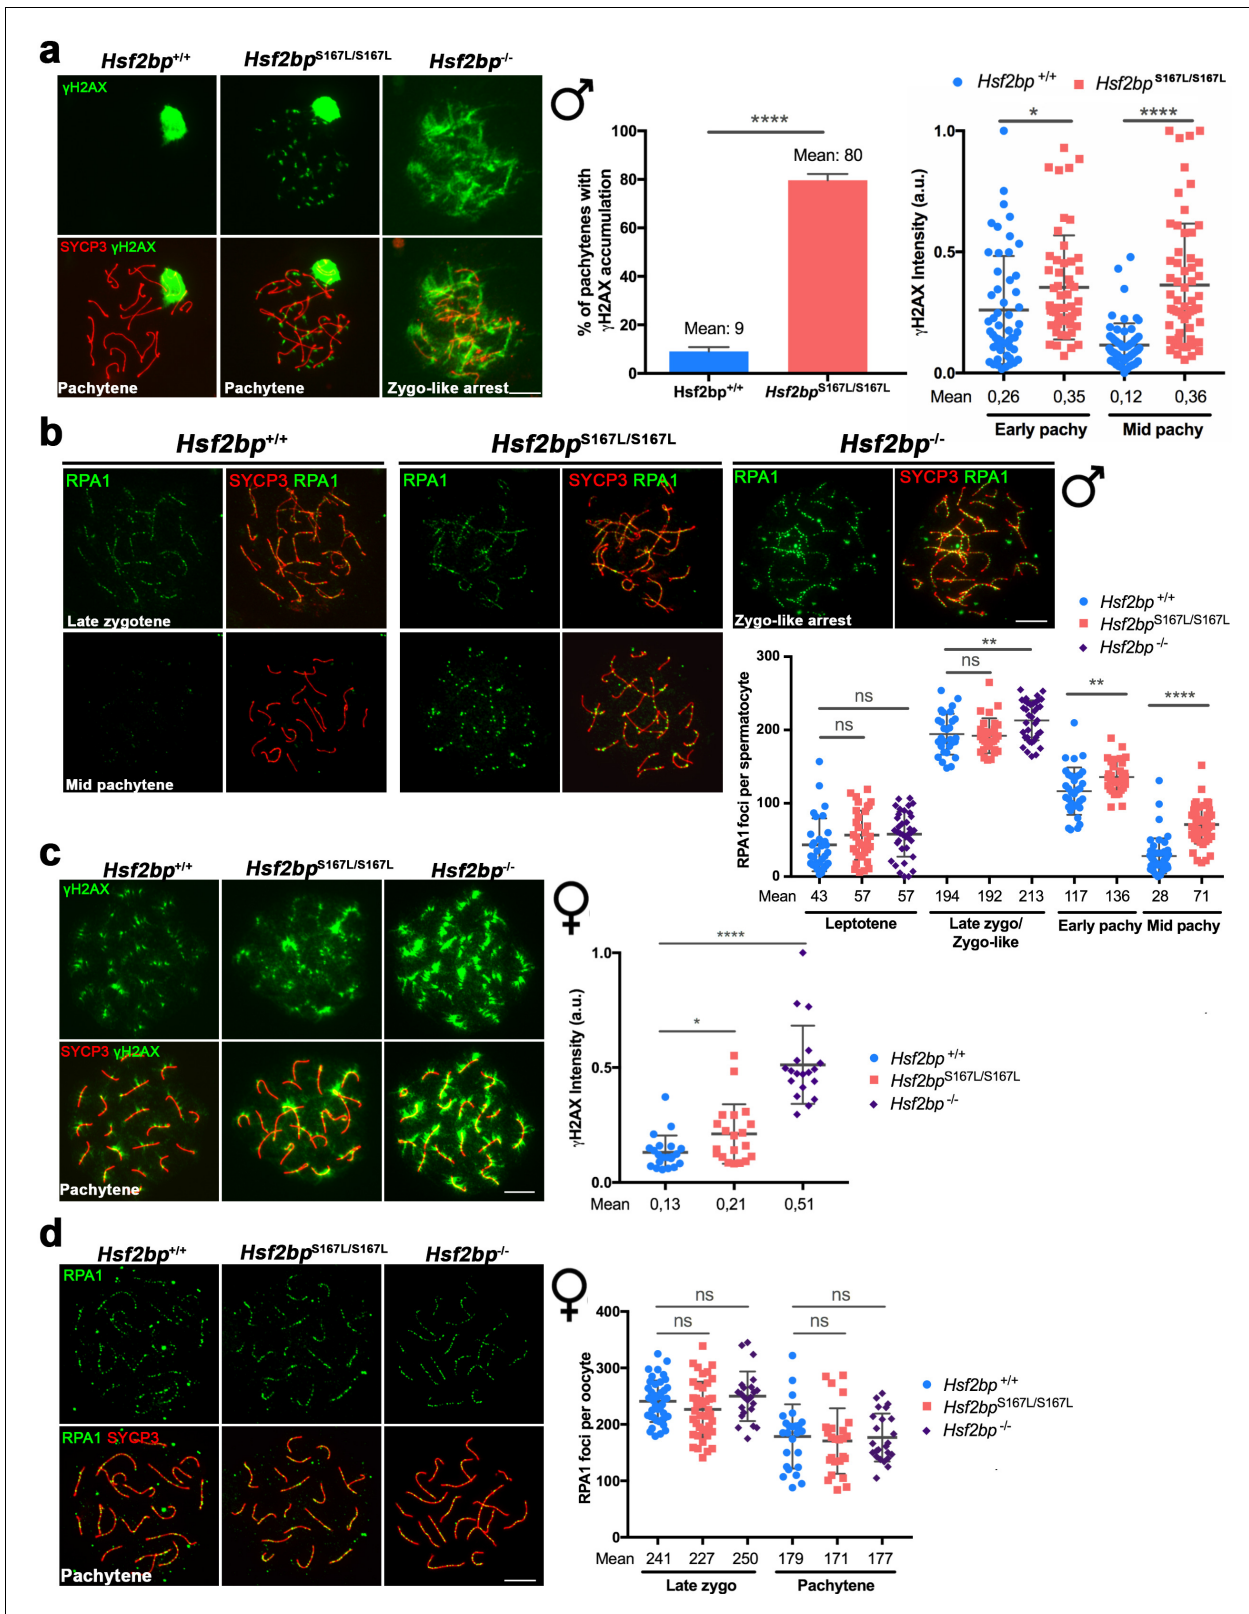 a
Hsf2bp+/+ Hsf2bpS167L/S167L Hsf2bp-/-
γH2AX
SYCP3 γH2AX
Pachytene Pachytene Zygo-like arrest
♂
% of pachytenes with
γH2AX accumulation
100
80
60
40
20
0
****
Mean: 80
Mean: 9
Hsf2bp+/+ Hsf2bpS167L/S167L
Hsf2bp +/+ Hsf2bp S167L/S167L
γH2AX Intensity (a.u.)
1.0
0.5
0.0
* ****
Mean 0,26 0,35 0,12 0,36
Early pachy Mid pachy
b
Hsf2bp+/+ Hsf2bpS167L/S167L Hsf2bp-/-
RPA1 SYCP3 RPA1 RPA1 SYCP3 RPA1 RPA1 SYCP3 RPA1
♂
Late zygotene Zygo-like arrest
Mid pachytene
Hsf2bp +/+
Hsf2bpS167L/S167L
Hsf2bp -/-
RPA1 foci per spermatocyte
300
200
100
0
ns
ns
**
ns
**
****
Mean 43 57 57 194 192 213 117 136 28 71
Leptotene Late zygo/ Early pachy Mid pachy
Zygo-like
c
Hsf2bp+/+ Hsf2bpS167L/S167L Hsf2bp-/-
γH2AX
SYCP3 γH2AX
Pachytene
♀
γH2AX Intensity (a.u.)
1.0
0.5
0.0
****
*
Mean 0,13 0,21 0,51
Hsf2bp +/+
Hsf2bpS167L/S167L
Hsf2bp -/-
d
Hsf2bp+/+ Hsf2bpS167L/S167L Hsf2bp-/-
RPA1
RPA1 SYCP3
Pachytene
♀
RPA1 foci per oocyte
400
300
200
100
0
ns ns
ns ns
Mean 241 227 250 179 171 177
Late zygo Pachytene
Hsf2bp +/+
Hsf2bpS167L/S167L
Hsf2bp -/-